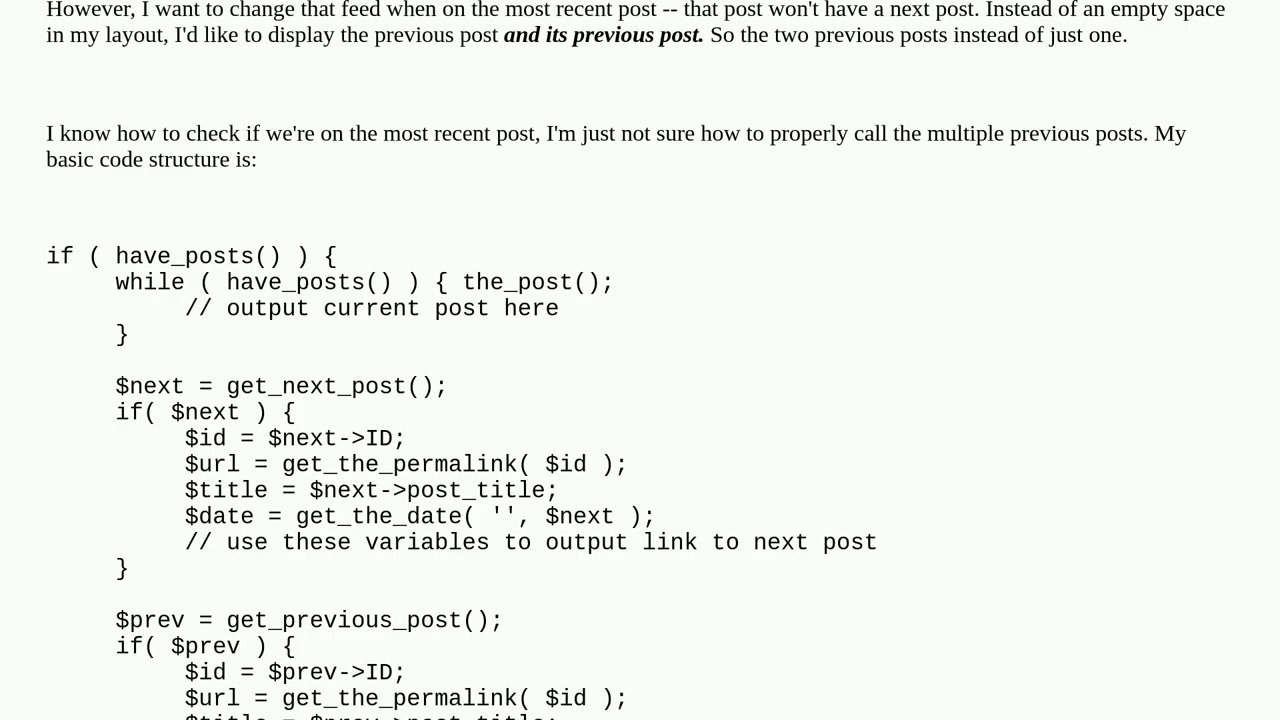 However, I want to change that feed when on the most recent post -- that post won't have a next post. Instead of an empty space
in my layout, I'd like to display the previous post and its previous post. So the two previous posts instead of just one.
I know how to check if we're on the most recent post, I'm just not sure how to properly call the multiple previous posts. My
basic code structure is:
if ( have_posts() ) {
     while ( have_posts() ) { the_post();
          // output current post here
     }
     $next = get_next_post();
     if( $next ) {
          $id = $next->ID;
          $url = get_the_permalink( $id );
          $title = $next->post_title;
          $date = get_the_date( '', $next );
          // use these variables to output link to next post
     }
     $prev = get_previous_post();
     if( $prev ) {
          $id = $prev->ID;
          $url = get_the_permalink( $id );
          $title = $prev->post_title;